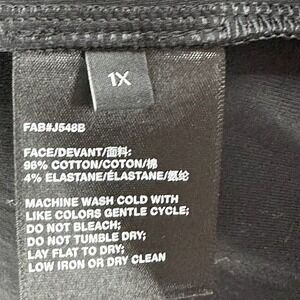 1X
FAB#J548B
FACE/DEVANT/面料:
96% COTTON/COTON/棉
4% ELASTANE/ÉLASTANE/氨纶
MACHINE WASH COLD WITH
LIKE COLORS GENTLE CYCLE;
DO NOT BLEACH;
DO NOT TUMBLE DRY;
LAY FLAT TO DRY;
LOW IRON OR DRY CLEAN